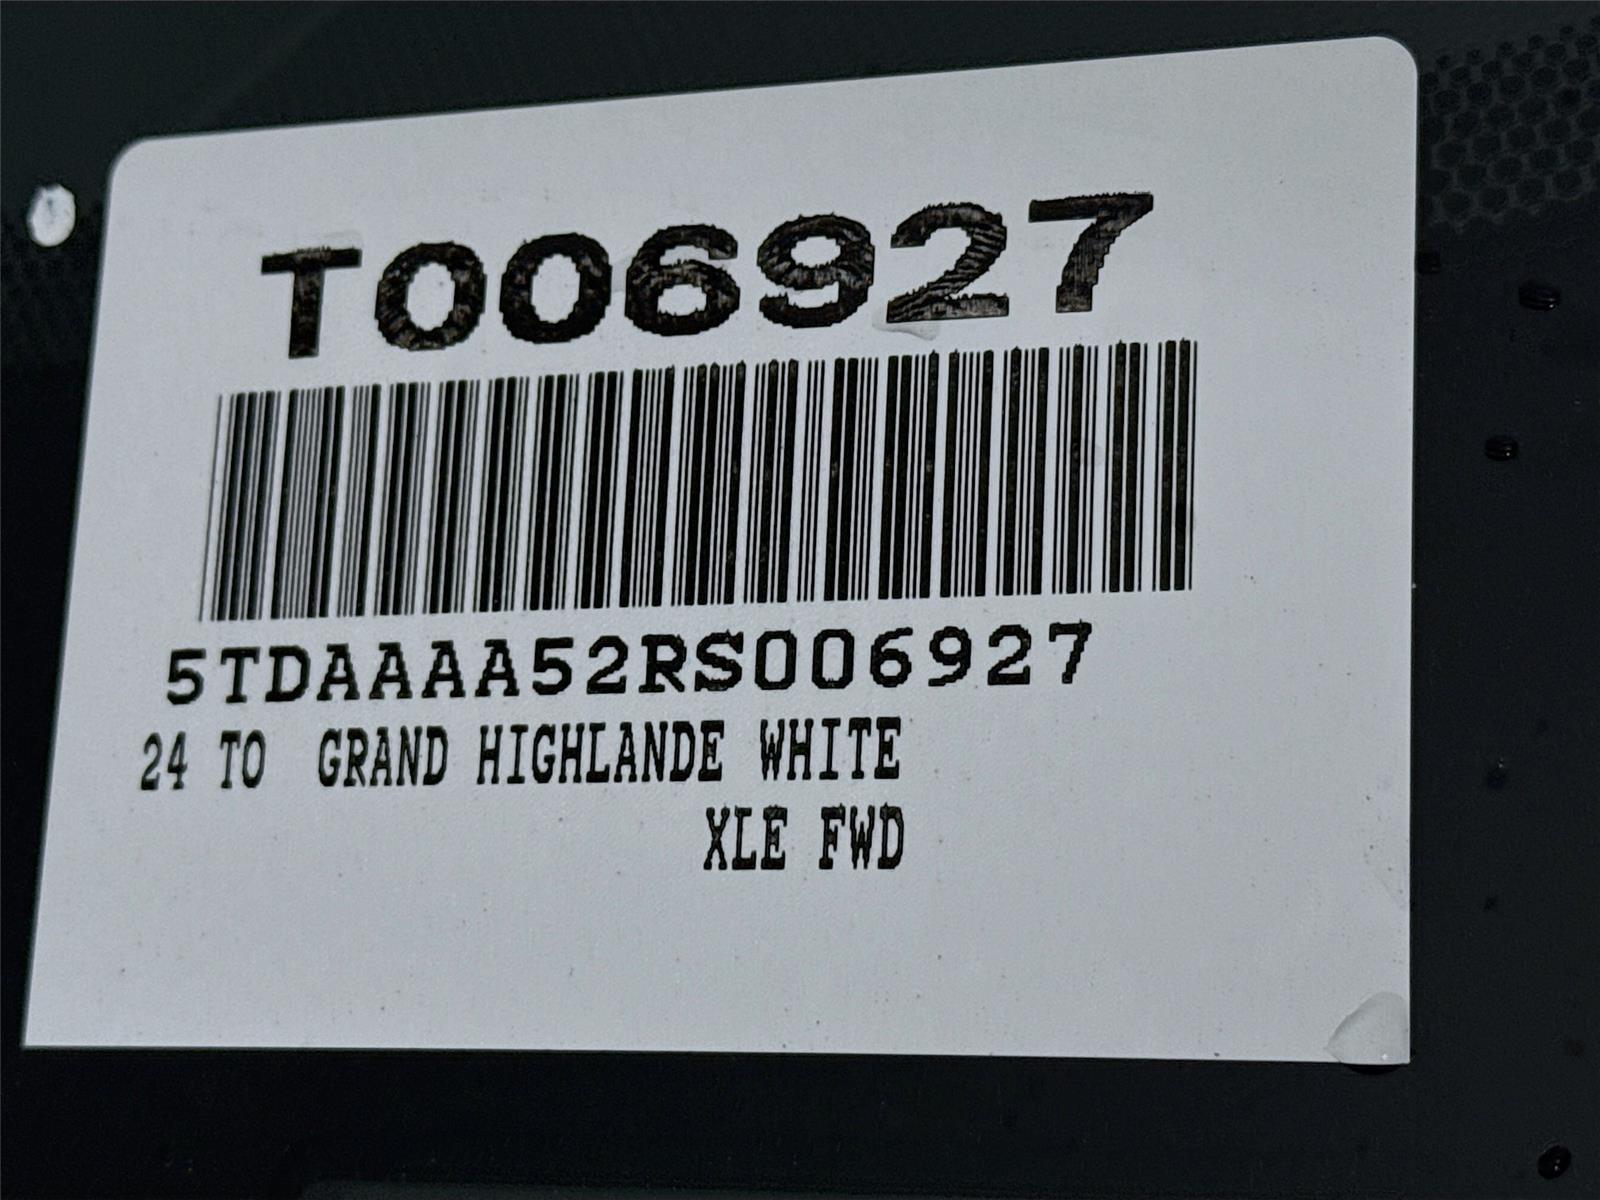 T006927
5TDAAAA52RS006927
24 TO  GRAND HIGHLANDE WHITE
XLE FWD